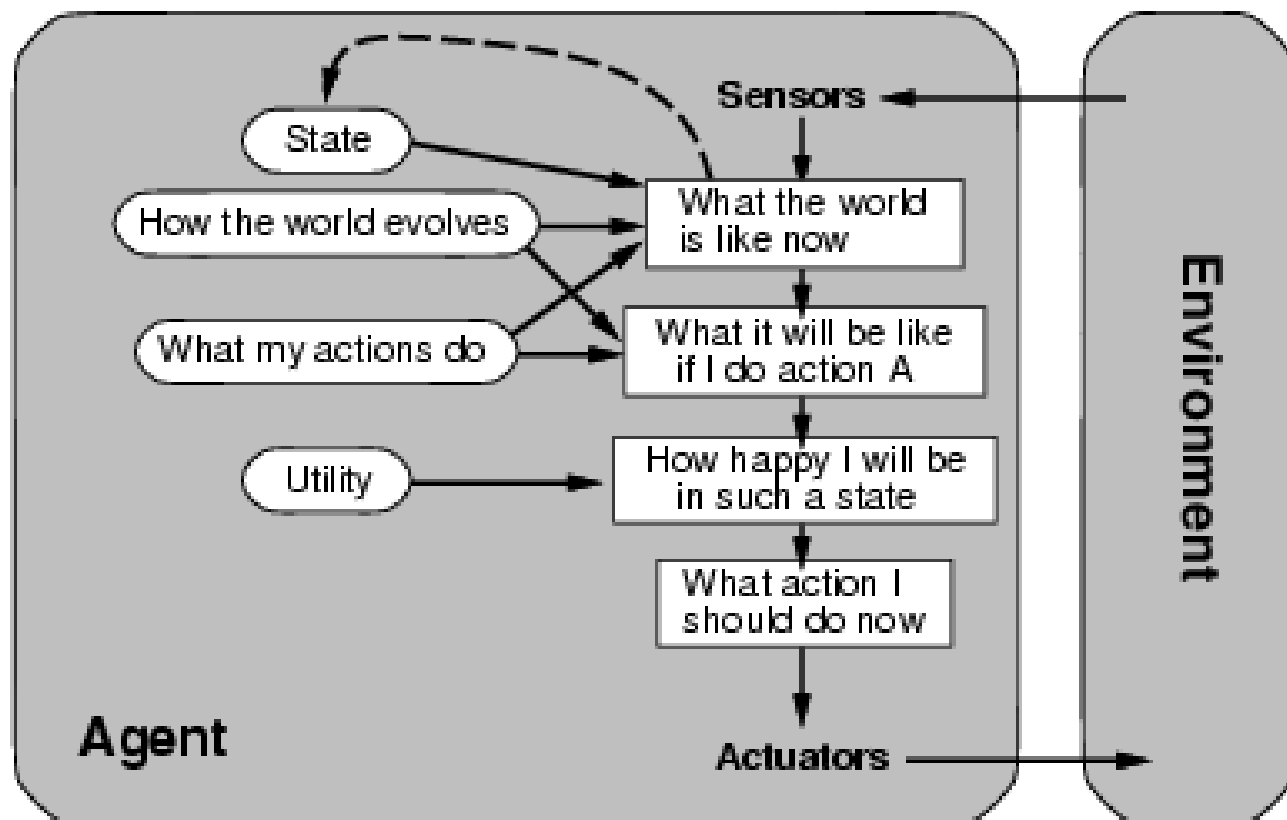 Sensors
State
What the world
is like now
How the world evolves
What it will be like
if I do action A
What my actions do
How happy I will be
in such a state
Utility
What action I
should do now
Agent
Actuators
Environment